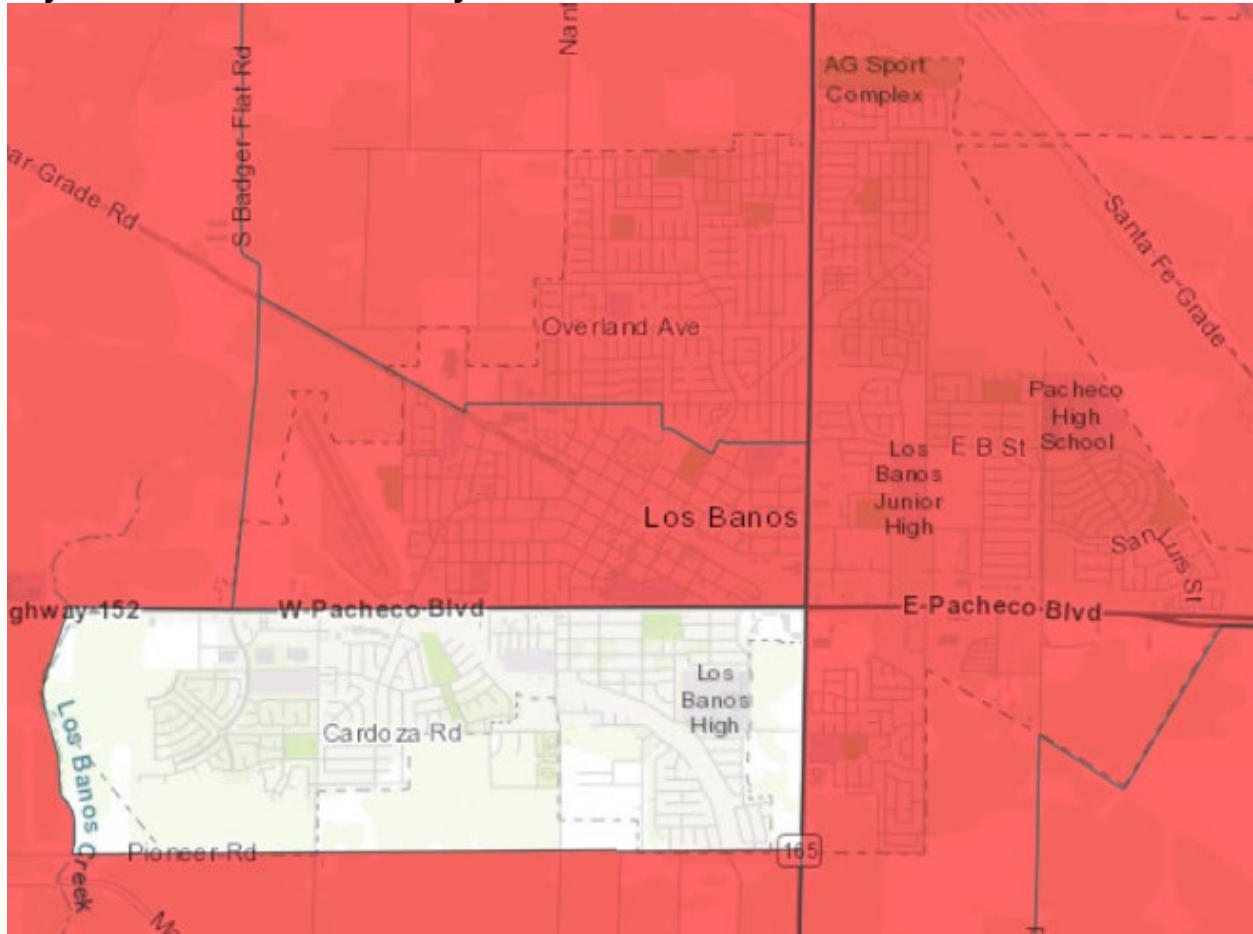 AG Sport
Complex
S Badger Flat Rd
Nant
ar-Grade-Rd
Santa-Fe-Grade
Overland Ave
Pacheco
High
School
E B St
Los
Banos
Junior
High
Los Banos
San Luis St
ghway-152
W-Pacheco-Blvd
E-Pacheco-Blvd
Los
Banos
High
Cardoza-Rd
Los Banos Creek
Pioneer-Rd
165